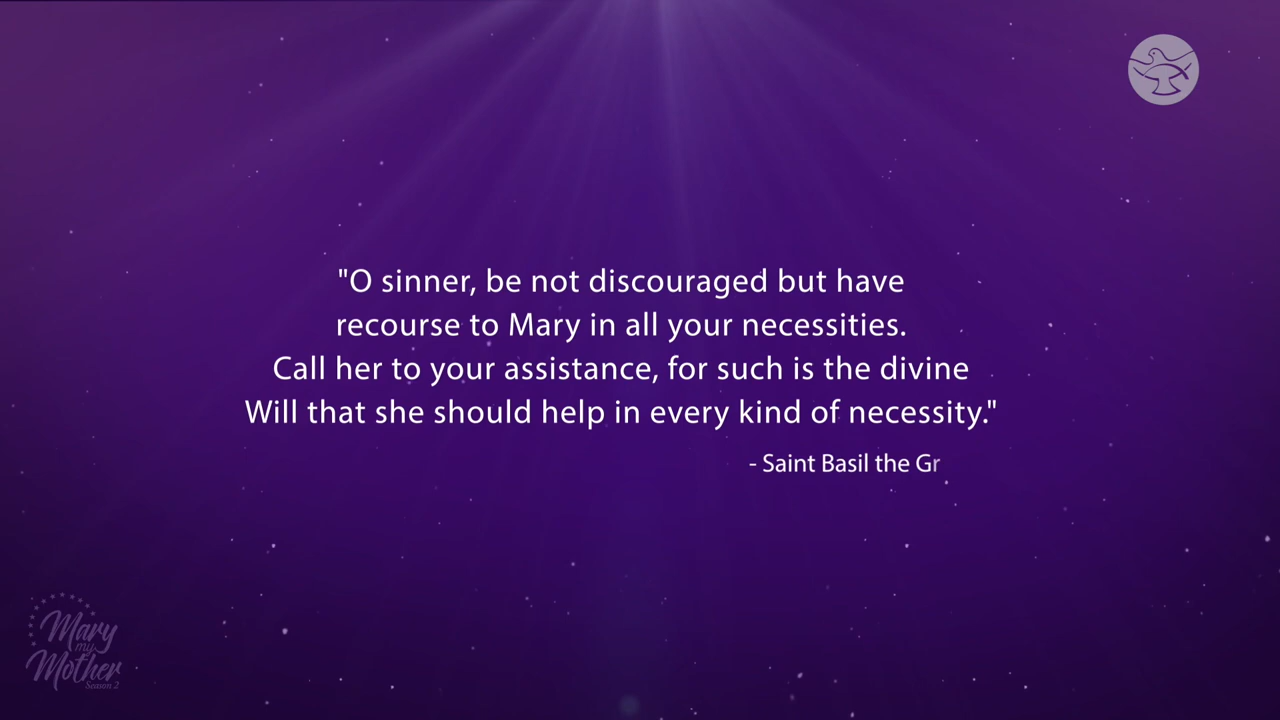 "O sinner, be not discouraged but have
recourse to Mary in all your necessities.
Call her to your assistance, for such is the divine
Will that she should help in every kind of necessity."
- Saint Basil the Gr
Mary
my
Mother
Season 2